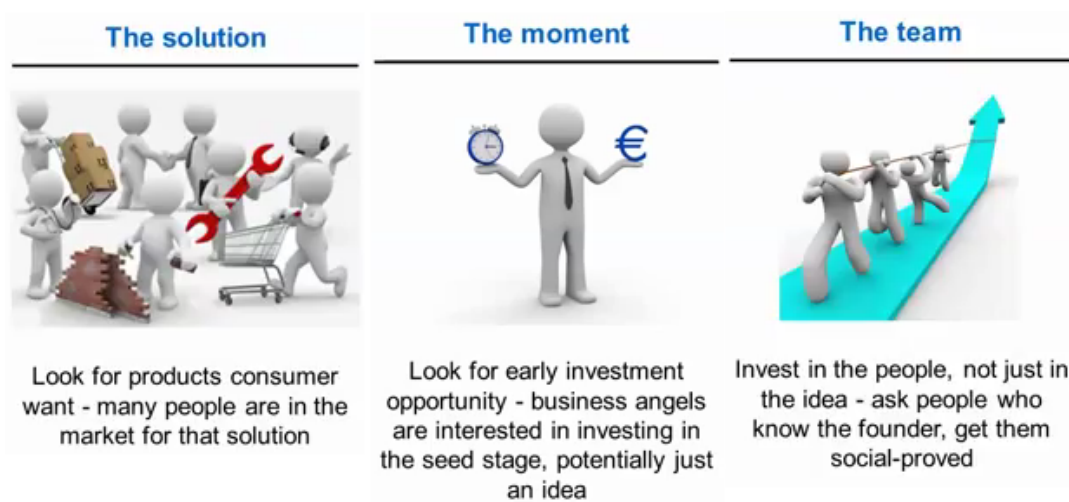 The solution
Look for products consumer
want - many people are in the
market for that solution
The moment
€
Look for early investment
opportunity - business angels
are interested in investing in
the seed stage, potentially just
an idea
The team
Invest in the people, not just in
the idea - ask people who
know the founder, get them
social-proved